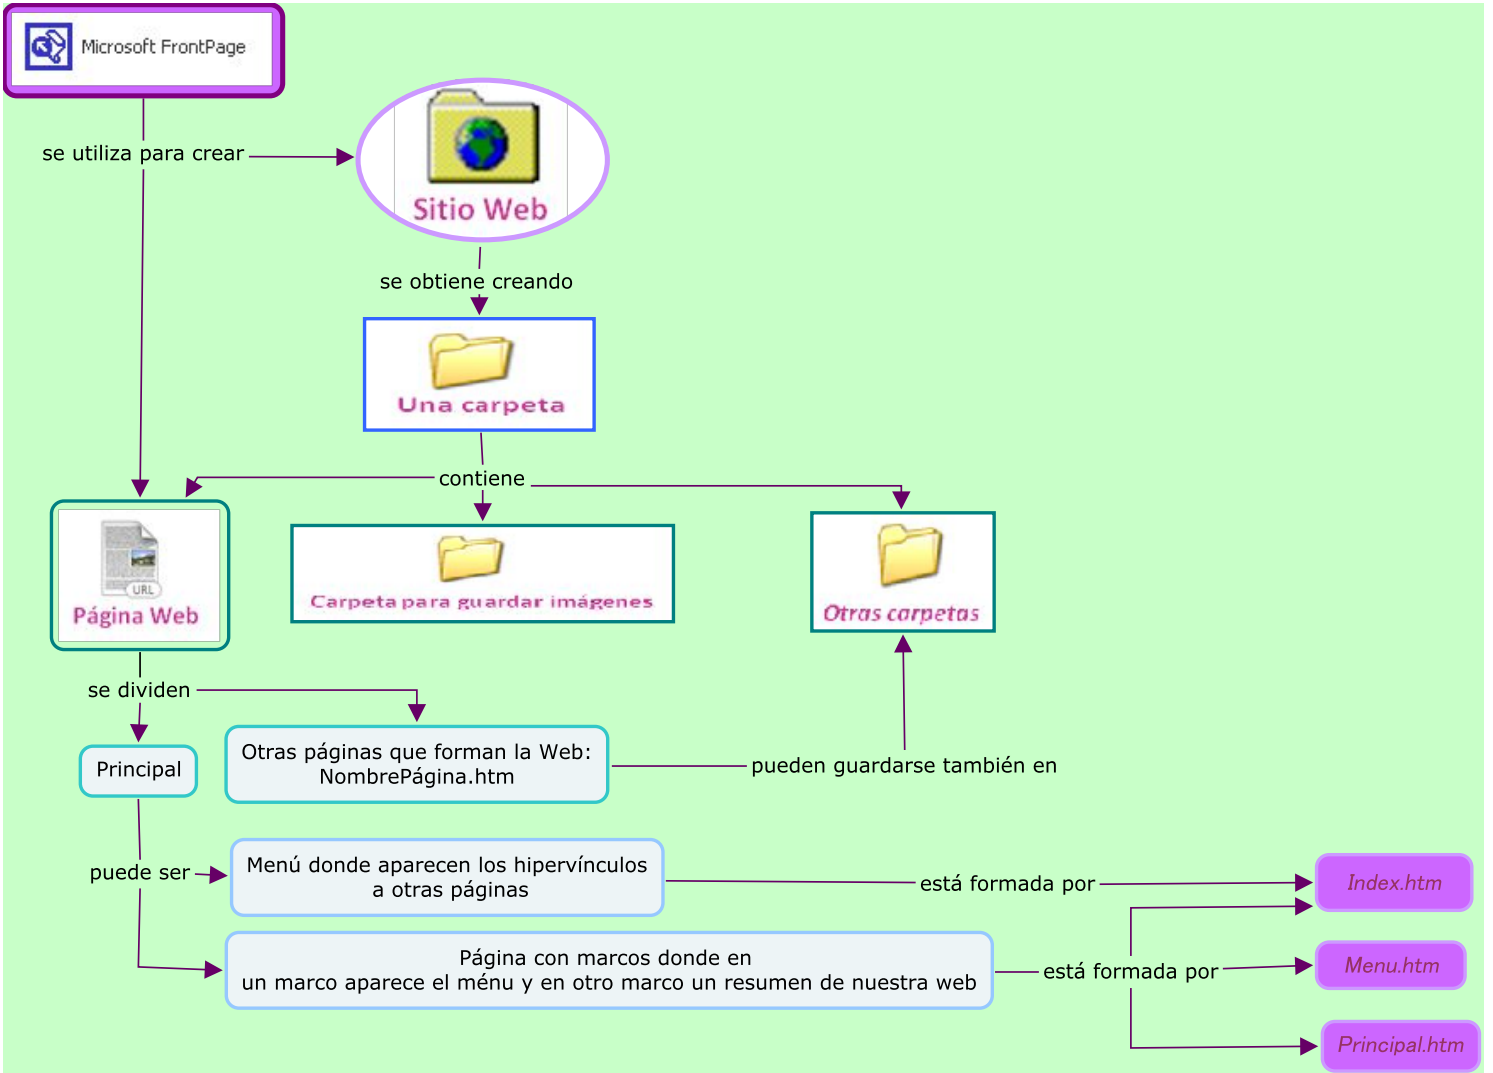 Microsoft FrontPage
se utiliza para crear
Sitio Web
se obtiene creando
Una carpeta
contiene
URL
Página Web
Carpeta para guardar imágenes
Otras carpetas
se dividen
Principal
Otras páginas que forman la Web:
NombrePágina.htm
pueden guardarse también en
puede ser
Menú donde aparecen los hipervínculos
a otras páginas
está formada por
Index.htm
Página con marcos donde en
un marco aparece el ménu y en otro marco un resumen de nuestra web
está formada por
Menu.htm
Principal.htm